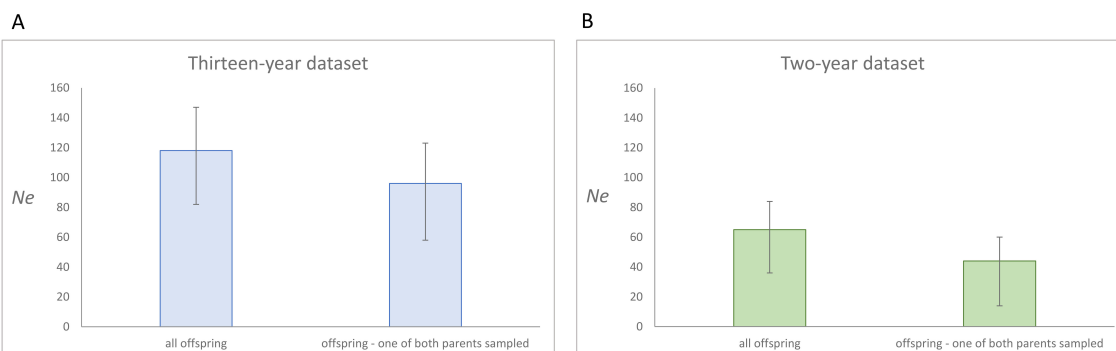 A
Thirteen-year dataset
160
140
120
100
80
60
40
20
0
Ne
all offspring
offspring - one of both parents sampled
B
Two-year dataset
160
140
120
100
80
60
40
20
0
Ne
all offspring
offspring - one of both parents sampled